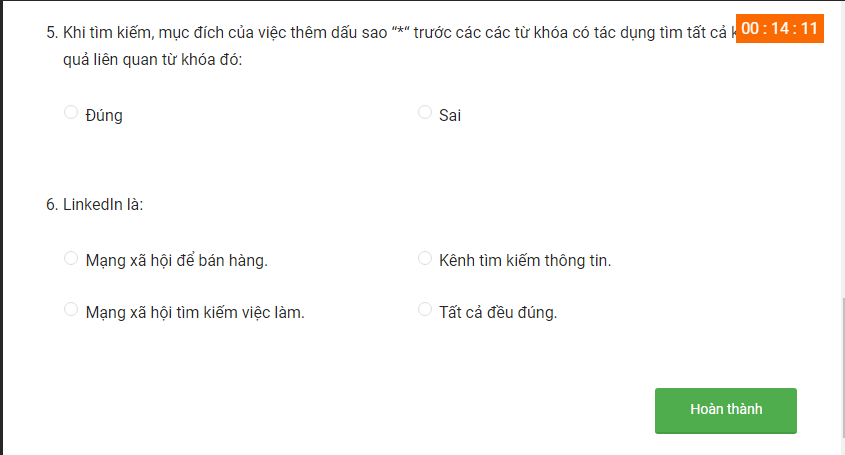 5. Khi tìm kiếm, mục đích của việc thêm dấu sao “*“ trước các các từ khóa có tác dụng tìm tất cả
00 : 14 : 11
quả liên quan từ khóa đó:
Đúng
Sai
6. LinkedIn là:
Mạng xã hội để bán hàng.
Kênh tìm kiếm thông tin.
Mạng xã hội tìm kiếm việc làm.
Tất cả đều đúng.
Hoàn thành